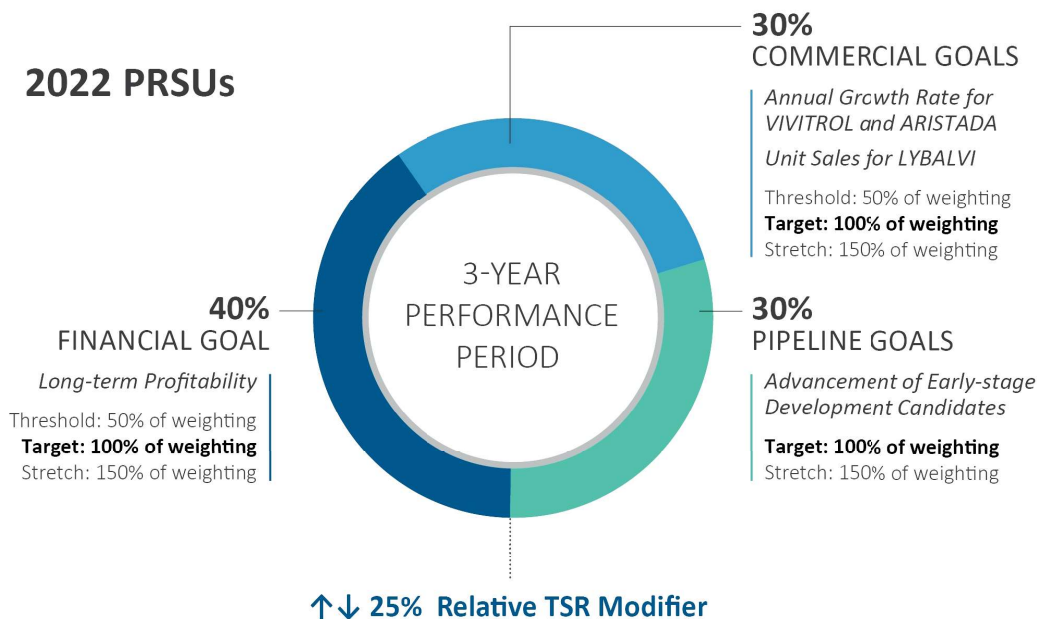 2022 PRSUs
30%
COMMERCIAL GOALS
Annual Growth Rate for
VIVITROL and ARISTADA
Unit Sales for LYBALVI
Threshold: 50% of weighting
Target: 100% of weighting
Stretch: 150% of weighting
3-YEAR
PERFORMANCE
PERIOD
40%
FINANCIAL GOAL
Long-term Profitability
Threshold: 50% of weighting
Target: 100% of weighting
Stretch: 150% of weighting
30%
PIPELINE GOALS
Advancement of Early-stage
Development Candidates
Target: 100% of weighting
Stretch: 150% of weighting
↑↓ 25% Relative TSR Modifier